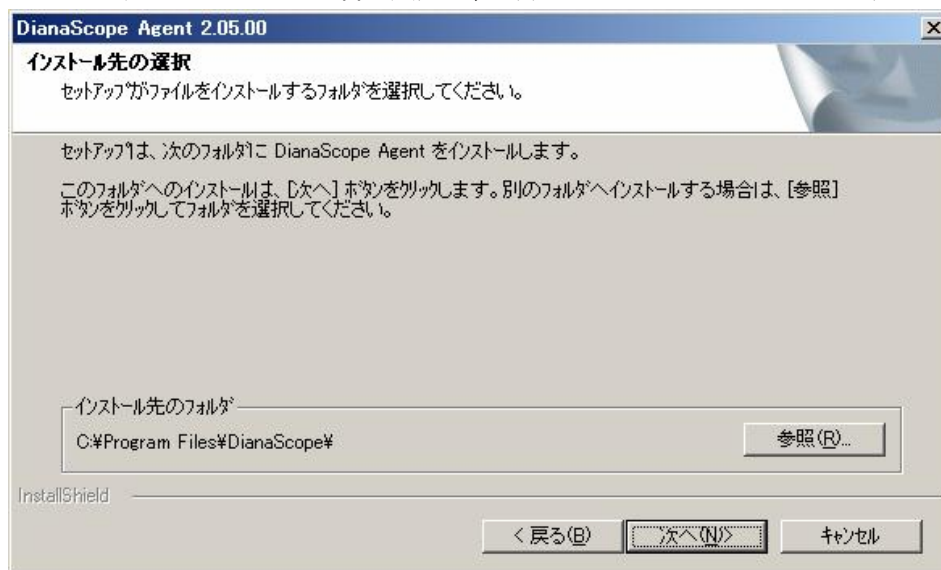 DianaScope Agent 2.05.00
インストール先の選択
セットアップがファイルをインストールするフォルダを選択してください。
セットアップは、次のフォルダに DianaScope Agent をインストールします。
このフォルダへのインストールは、[次へ] ボタンをクリックします。別のフォルダへインストールする場合は、[参照]
ボタンをクリックしてフォルダを選択してください。
インストール先のフォルダ
C:¥Program Files¥DianaScope¥
参照(R)...
InstallShield
< 戻る(B)
次へ(N)>
キャンセル